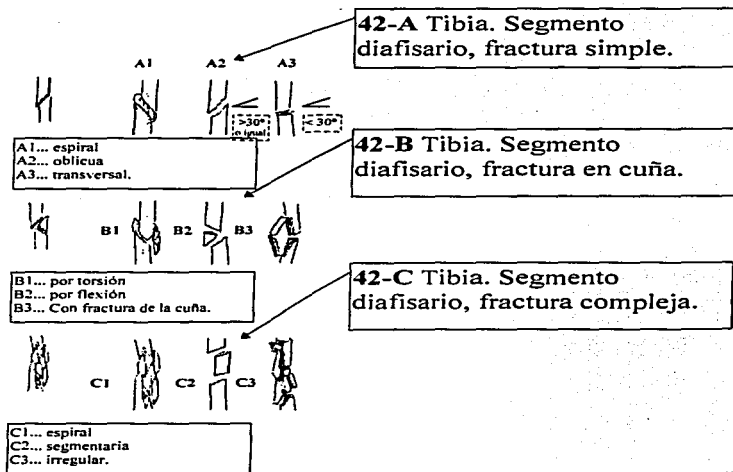 42-A Tibia. Segmento
diafisario, fractura simple.
A1 A2 A3
>30°
o igual
< 30°
A1... espiral
A2... oblicua
A3... transversal.
42-B Tibia. Segmento
diafisario, fractura en cuña.
B1 B2 B3
B1... por torsión
B2... por flexión
B3... Con fractura de la cuña.
42-C Tibia. Segmento
diafisario, fractura compleja.
C1 C2 C3
C1... espiral
C2... segmentaria
C3... irregular.